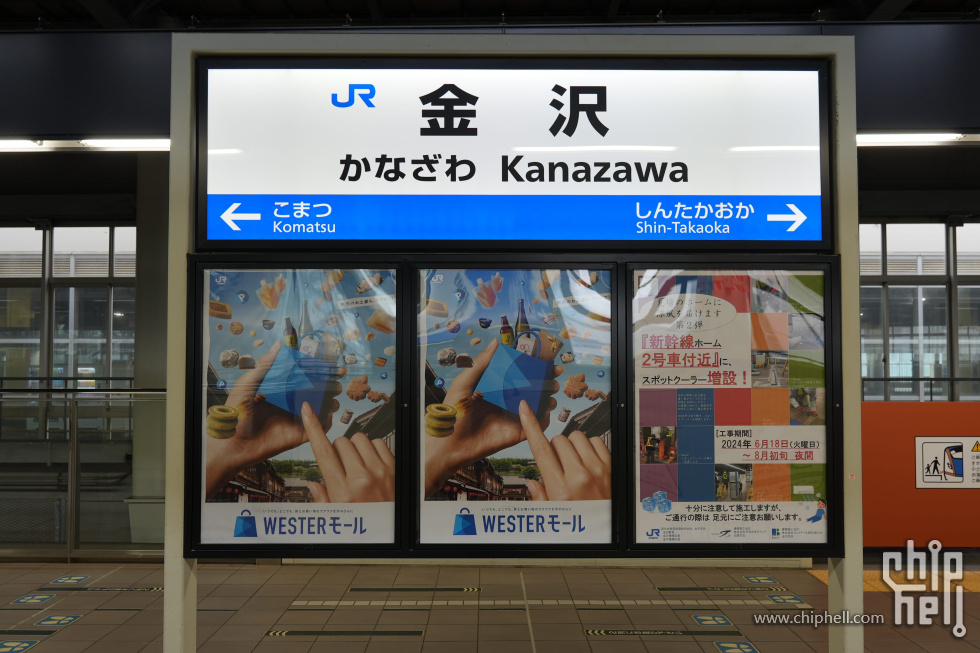 JR 金沢
かなざわ Kanazawa
← こまつ
Komatsu
しんたかおか →
Shin-Takaoka
JR
WESTERモール
JR
WESTERモール
『新幹線ホーム
2号車付近』に、
スポットクーラー増設！
[工事期間]
2024年 6月18日(火曜日)
～8月初旬 夜間
十分に注意して施工しますが、
ご通行の際は 足元にご注意お願いします。
JR
www.chiphell.com
chip hell